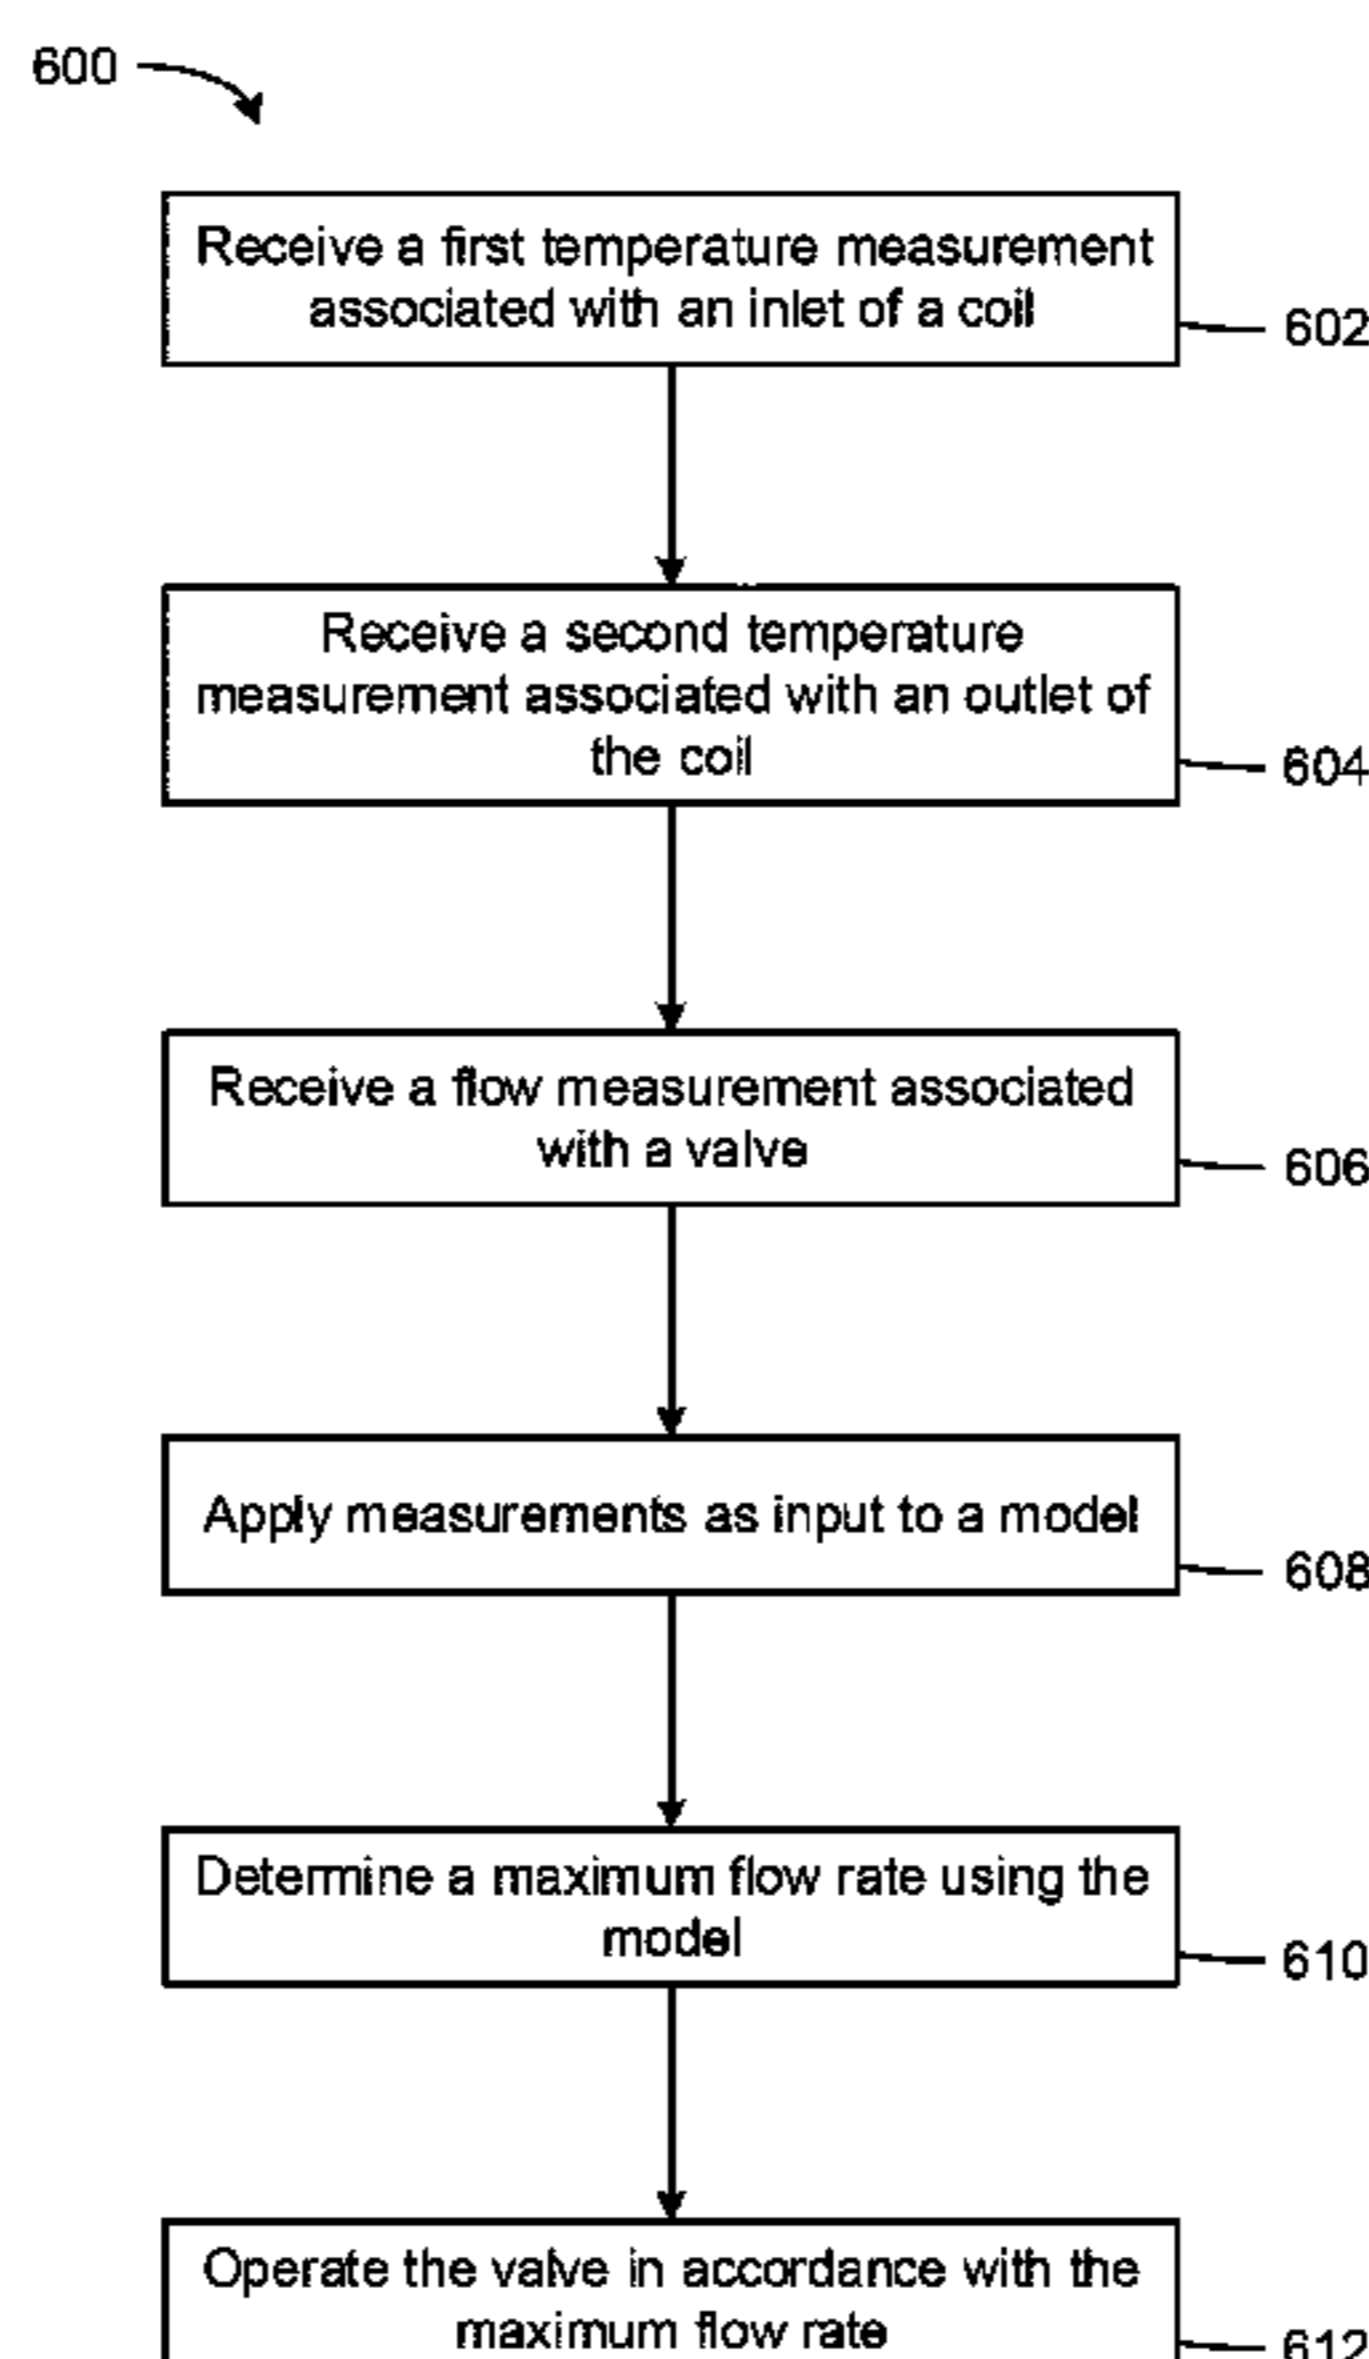 600
Receive a first temperature measurement
associated with an inlet of a coil
602
Receive a second temperature
measurement associated with an outlet of
the coil
604
Receive a flow measurement associated
with a valve
606
Apply measurements as input to a model
608
Determine a maximum flow rate using the
model
610
Operate the valve in accordance with the
maximum flow rate
612